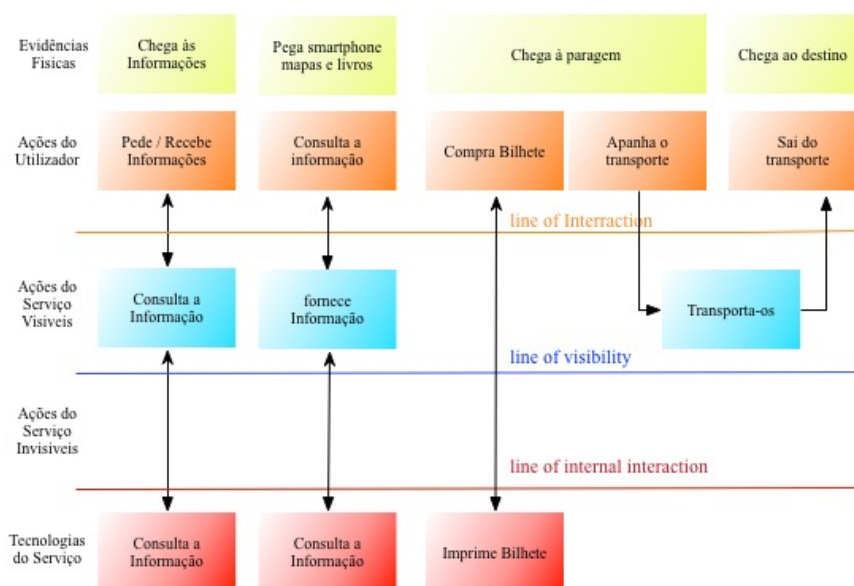 Evidências
Físicas
Chega às
Informações
Pega smartphone
mapas e livros
Chega à paragem
Chega ao destino
Ações do
Utilizador
Pede / Recebe
Informações
Consulta a
informação
Compra Bilhete
Apanha o
transporte
Sai do
transporte
line of Interraction
Ações do
Serviço
Visiveis
Consulta a
Informação
fornece
Informação
Transporta-os
line of visibility
Ações do
Serviço
Invisiveis
line of internal interaction
Tecnologias
do Serviço
Consulta a
Informação
Consulta a
Informação
Imprime Bilhete